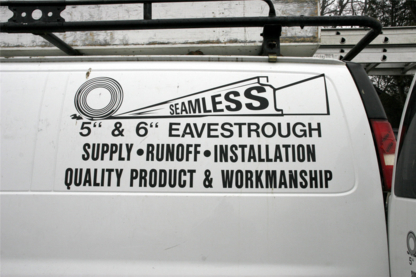 SEAMLESS
5" & 6" EAVESTROUGH
SUPPLY • RUNOFF • INSTALLATION
QUALITY PRODUCT & WORKMANSHIP